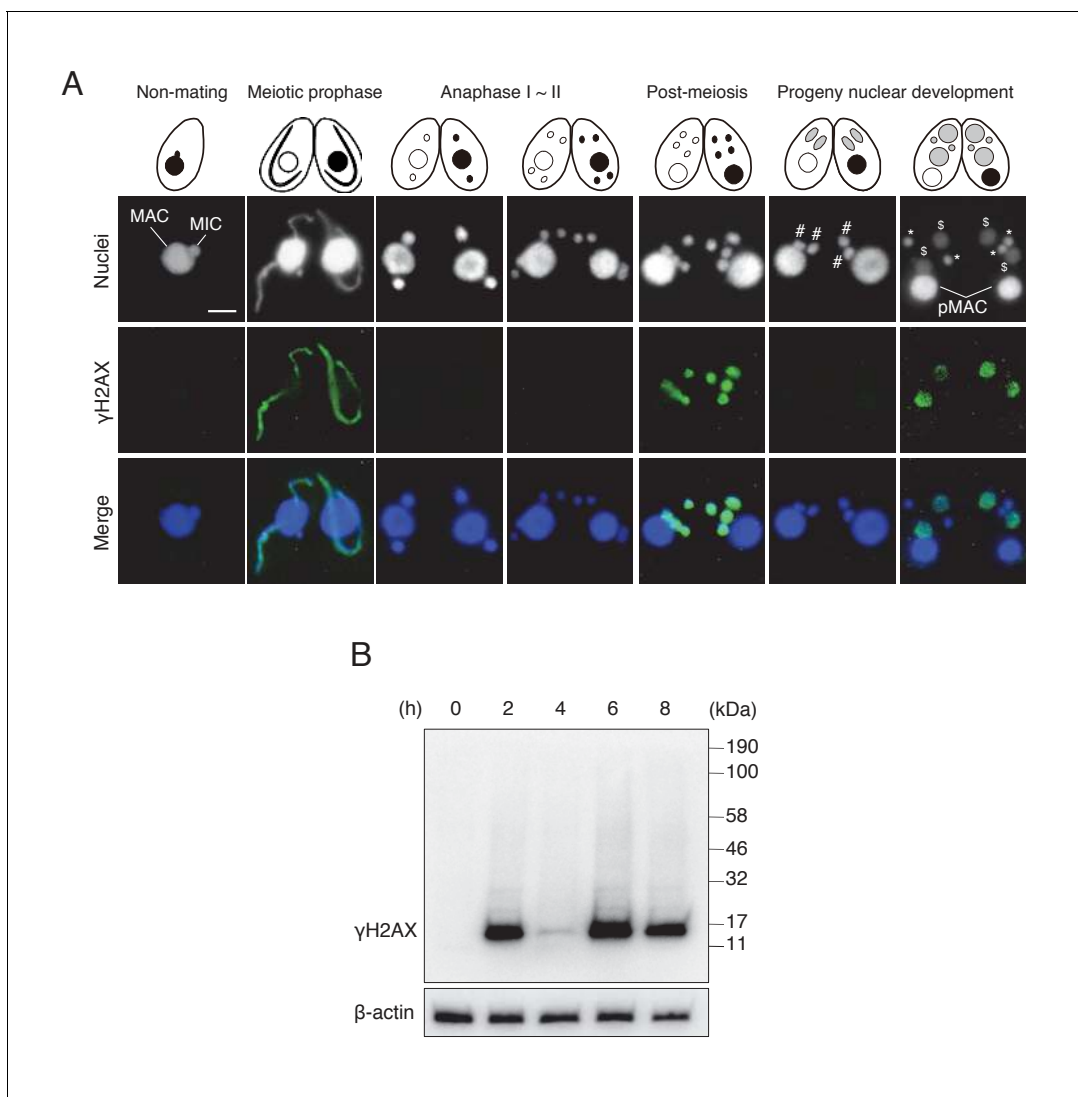 A
Non-mating Meiotic prophase Anaphase I ~ II Post-meiosis Progeny nuclear development
Nuclei
MAC MIC
# # # #
* $ $ * * * $ $
pMAC
γH2AX
Merge
B
(h) 0 2 4 6 8 (kDa)
190
100
58
46
32
17
γH2AX
11
β-actin